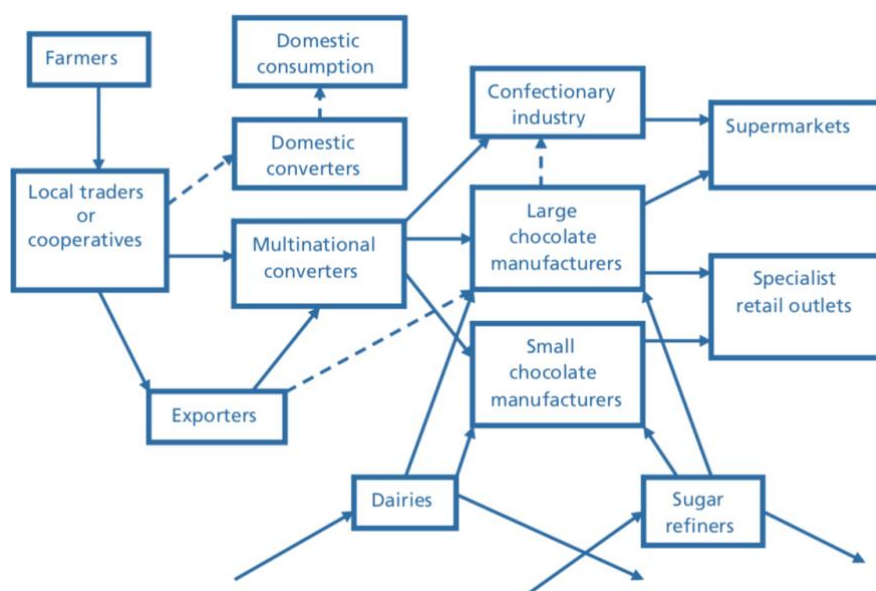 Farmers
Domestic
consumption
Confectionary
industry
Supermarkets
Domestic
converters
Local traders
or
cooperatives
Multinational
converters
Large
chocolate
manufacturers
Specialist
retail outlets
Small
chocolate
manufacturers
Exporters
Dairies
Sugar
refiners